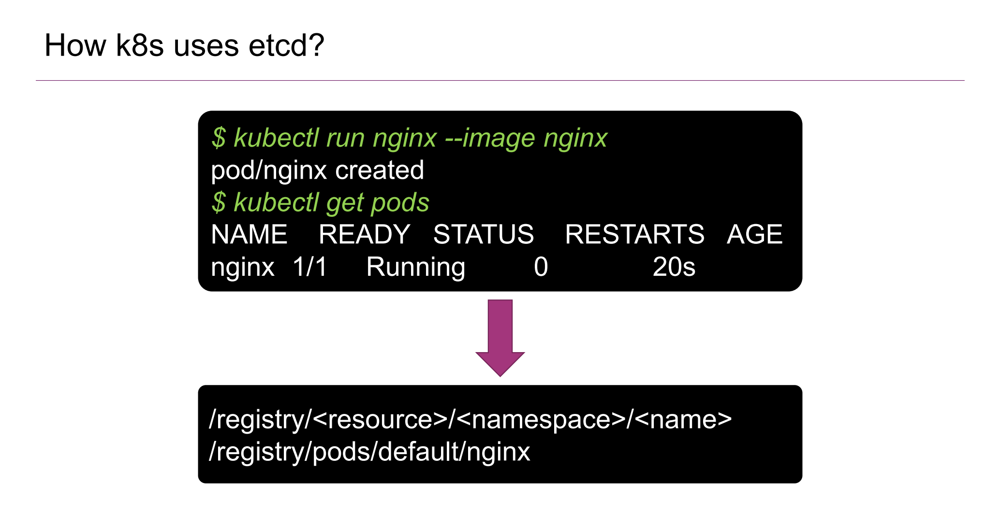 How k8s uses etcd?
$ kubectl run nginx --image nginx
pod/nginx created
$ kubectl get pods
NAME READY STATUS RESTARTS AGE
nginx 1/1 Running 0 20s
/registry/<resource>/<namespace>/<name>
/registry/pods/default/nginx